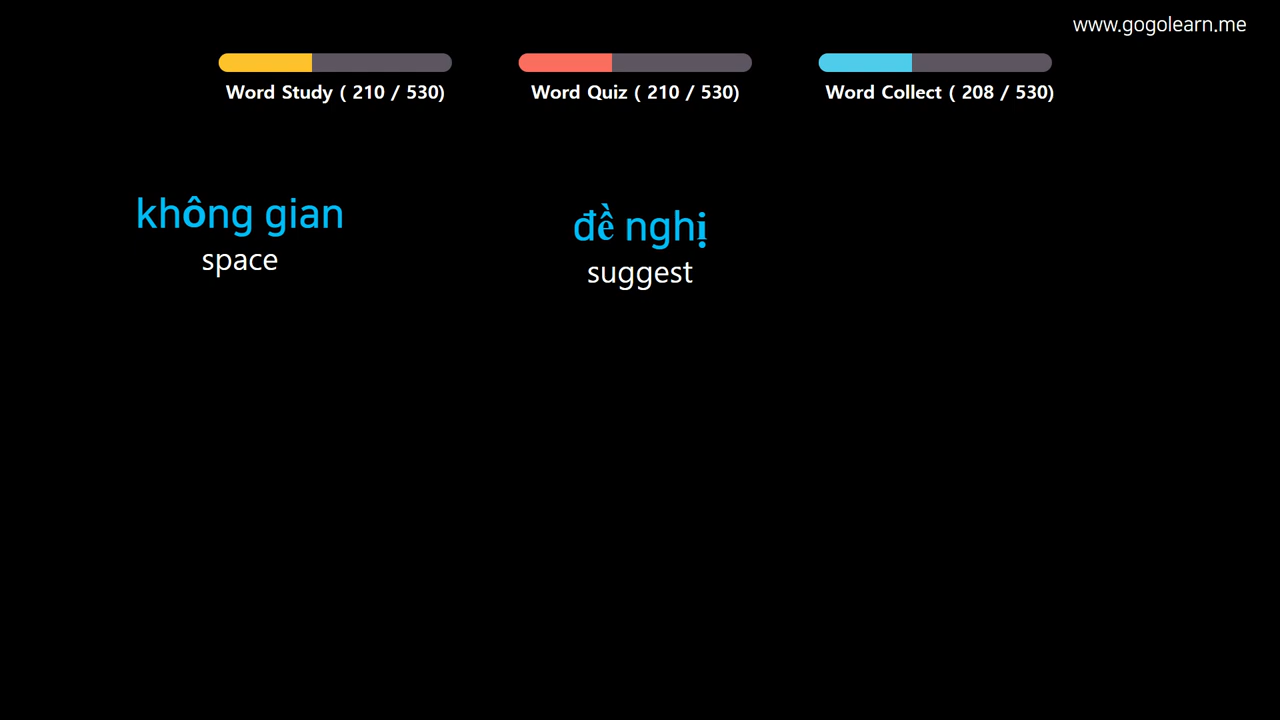 www.gogolearn.me
Word Study ( 210 / 530)
Word Quiz ( 210 / 530)
Word Collect ( 208 / 530)
không gian
space
đề nghị
suggest